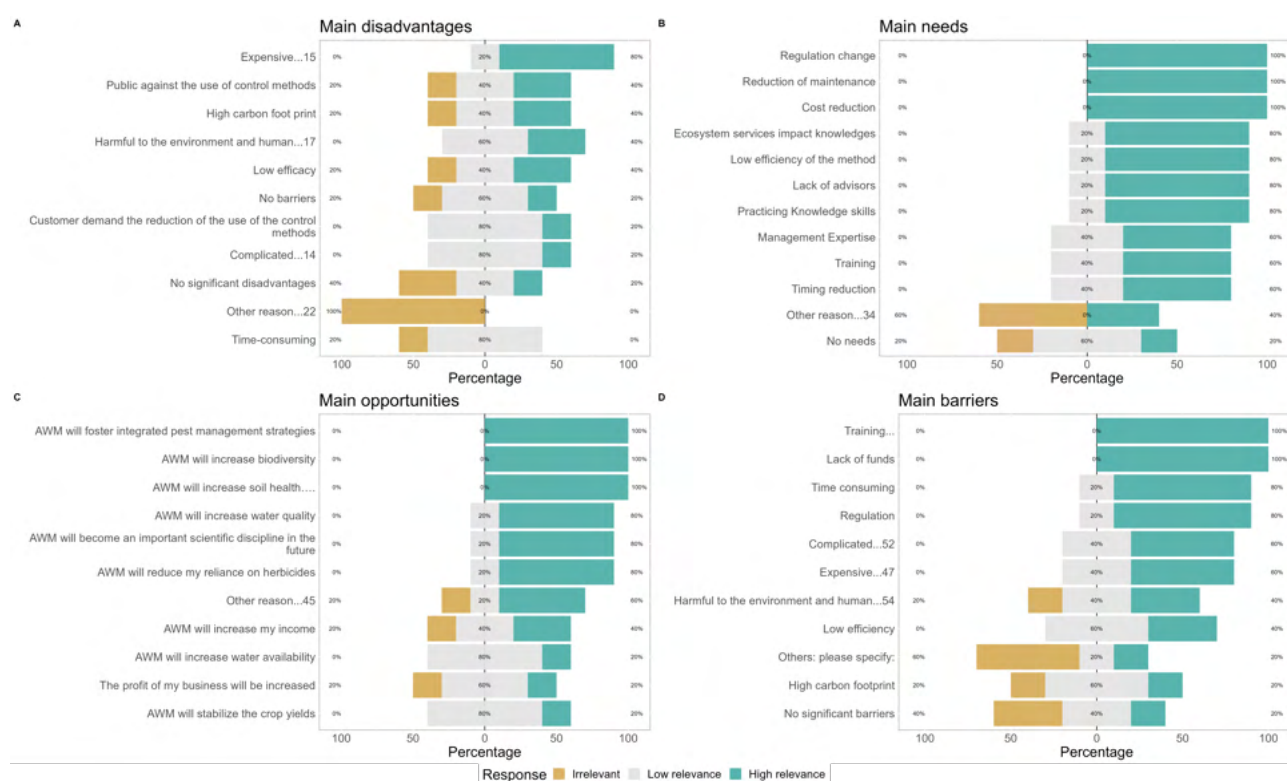 A
Main disadvantages
Expensive...15 0% 20% 80%
Public against the use of control methods 20% 40% 40%
High carbon foot print 20% 40% 40%
Harmful to the environment and human...17 0% 60% 40%
Low efficacy 20% 40% 40%
No barriers 20% 60% 20%
Customer demand the reduction of the use of the control
methods 0% 80% 20%
Complicated...14 0% 80% 20%
No significant disadvantages 40% 40% 20%
Other reason...22 100% 0% 0%
Time-consuming 20% 80% 0%
100 50 0 50 100
Percentage
B
Main needs
Regulation change 0% 0% 100%
Reduction of maintenance 0% 0% 100%
Cost reduction 0% 0% 100%
Ecosystem services impact knowledges 0% 20% 80%
Low efficiency of the method 0% 20% 80%
Lack of advisors 0% 20% 80%
Practicing Knowledge skills 0% 20% 80%
Management Expertise 0% 40% 60%
Training 0% 40% 60%
Timing reduction 0% 40% 60%
Other reason...34 60% 0% 40%
No needs 20% 60% 20%
100 50 0 50 100
Percentage
C
Main opportunities
AWM will foster integrated pest management strategies 0% 0% 100%
AWM will increase biodiversity 0% 0% 100%
AWM will increase soil health.... 0% 0% 100%
AWM will increase water quality 0% 20% 80%
AWM will become an important scientific discipline in the
future 0% 20% 80%
AWM will reduce my reliance on herbicides 0% 20% 80%
Other reason...45 20% 20% 60%
AWM will increase my income 20% 40% 40%
AWM will increase water availability 0% 80% 20%
The profit of my business will be increased 20% 60% 20%
AWM will stabilize the crop yields 0% 80% 20%
100 50 0 50 100
Percentage
D
Main barriers
Training... 0% 0% 100%
Lack of funds 0% 0% 100%
Time consuming 0% 20% 80%
Regulation 0% 20% 80%
Complicated...52 0% 40% 60%
Expensive...47 0% 40% 60%
Harmful to the environment and human...54 20% 40% 40%
Low efficiency 0% 60% 40%
Others: please specify: 60% 20% 20%
High carbon footprint 20% 60% 20%
No significant barriers 40% 40% 20%
100 50 0 50 100
Percentage
Response Irrelevant Low relevance High relevance